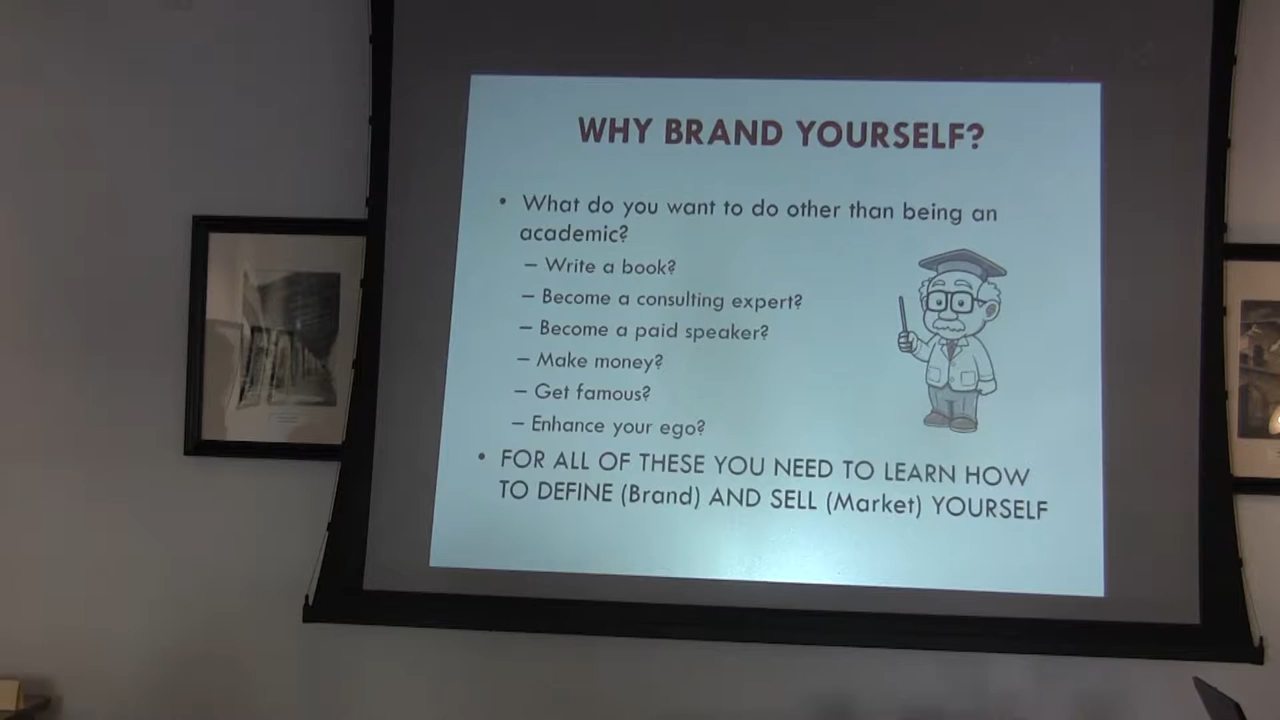 WHY BRAND YOURSELF?
• What do you want to do other than being an
academic?
– Write a book?
– Become a consulting expert?
– Become a paid speaker?
– Make money?
– Get famous?
– Enhance your ego?
• FOR ALL OF THESE YOU NEED TO LEARN HOW
TO DEFINE (Brand) AND SELL (Market) YOURSELF